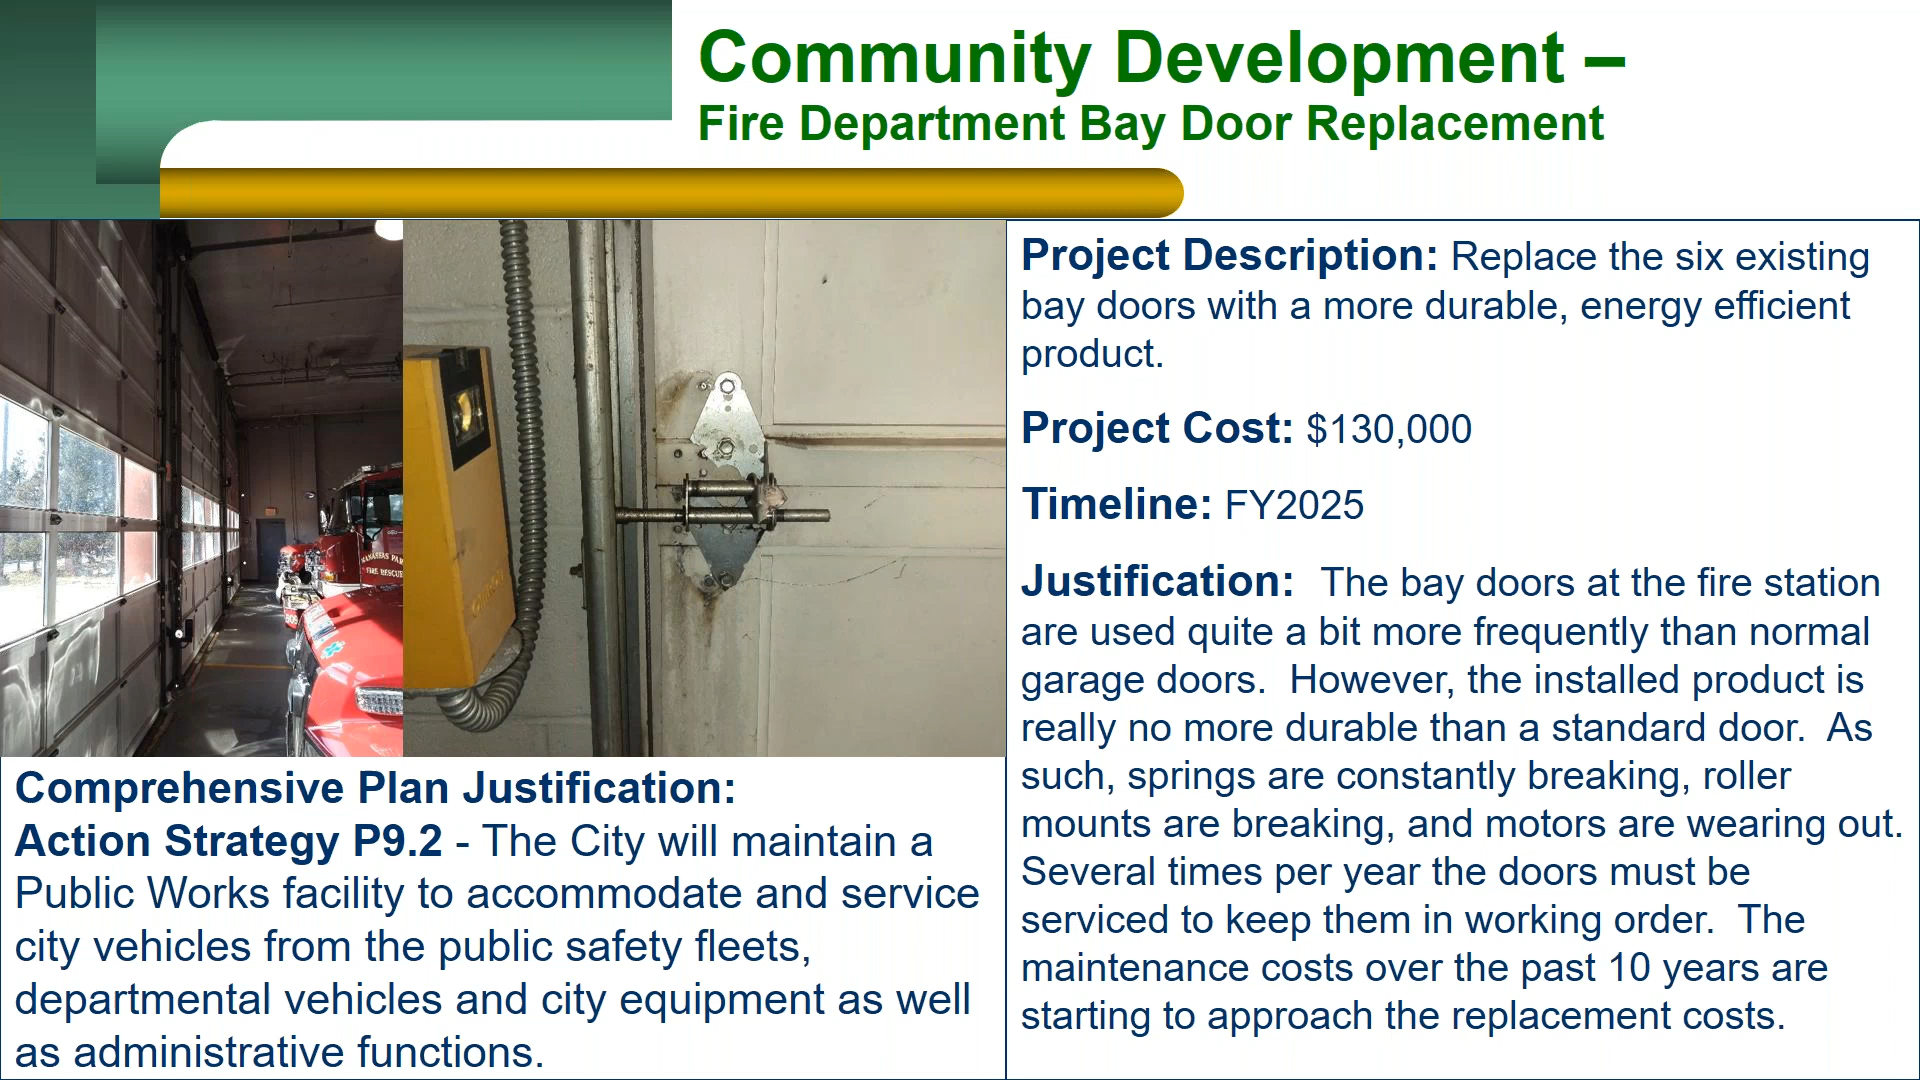 Community Development –
Fire Department Bay Door Replacement
MANASSAS PARK
FIRE RESCUE
Comprehensive Plan Justification:
Action Strategy P9.2 - The City will maintain a
Public Works facility to accommodate and service
city vehicles from the public safety fleets,
departmental vehicles and city equipment as well
as administrative functions.
Project Description: Replace the six existing
bay doors with a more durable, energy efficient
product.
Project Cost: $130,000
Timeline: FY2025
Justification:  The bay doors at the fire station
are used quite a bit more frequently than normal
garage doors.  However, the installed product is
really no more durable than a standard door.  As
such, springs are constantly breaking, roller
mounts are breaking, and motors are wearing out.
Several times per year the doors must be
serviced to keep them in working order.  The
maintenance costs over the past 10 years are
starting to approach the replacement costs.